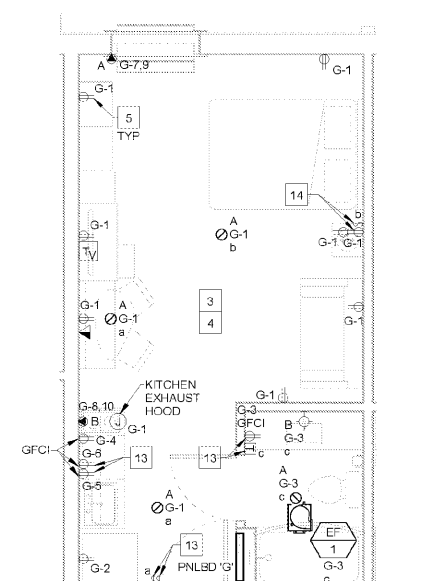 A G-7,9
G-1
G-1
5
TYP
14
b
A
G-1
b
G-1 G-1
G-1
TV
G-1
A
G-1
a
3
4
G-1
KITCHEN
EXHAUST
HOOD
G-8,10
B
J
G-1
G-1
G-3
GFCI
B
G-3
c
c
GFCI
G-4
G-6
13
13
G-5
A
G-3
c
A
G-1
a
EF
1
13
G-2
a
PNLBD 'G'
G-3
c